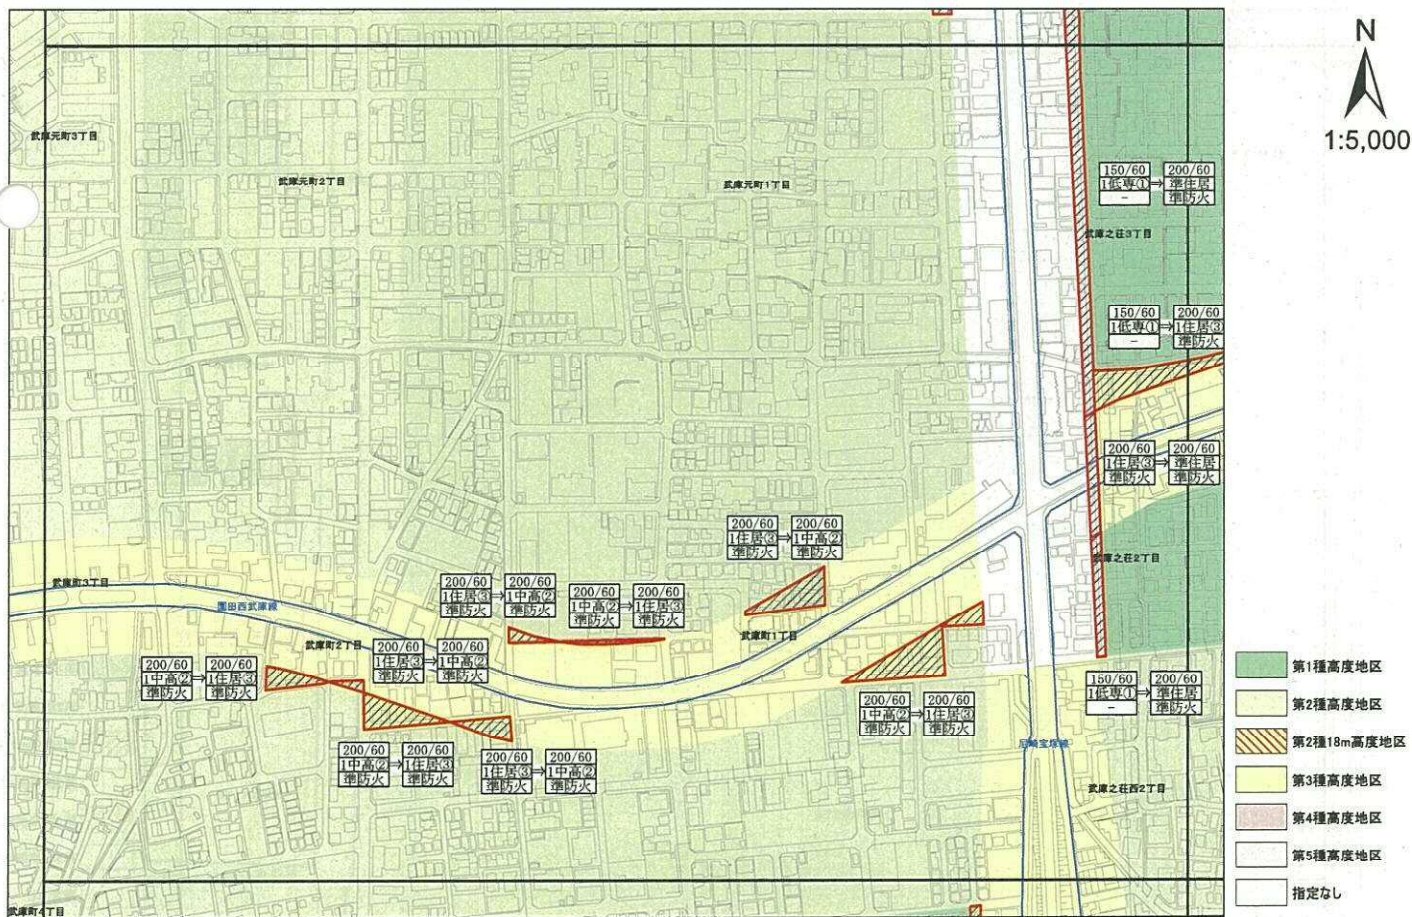 N
1:5,000
武庫元町3丁目
武庫元町2丁目
武庫元町1丁目
150/60
1低専①
-
⇒
200/60
準住居
準防火
武庫之荘3丁目
150/60
1低専①
-
⇒
200/60
1住居③
準防火
200/60
1住居③
準防火
⇒
200/60
準住居
準防火
武庫之荘2丁目
200/60
1住居③
準防火
⇒
200/60
1中高②
準防火
武庫町3丁目
園田西武庫線
200/60
1住居③
準防火
⇒
200/60
1中高②
準防火
200/60
1中高②
準防火
⇒
200/60
1住居③
準防火
武庫町1丁目
武庫町2丁目
200/60
1住居③
準防火
⇒
200/60
1中高②
準防火
200/60
1中高②
準防火
⇒
200/60
1住居③
準防火
200/60
1中高②
準防火
⇒
200/60
1住居③
準防火
150/60
1低専①
-
⇒
200/60
準住居
準防火
200/60
1中高②
準防火
⇒
200/60
1住居③
準防火
200/60
1住居③
準防火
⇒
200/60
1中高②
準防火
尼崎宝塚線
武庫之荘西2丁目
武庫町4丁目
第1種高度地区
第2種高度地区
第2種18m高度地区
第3種高度地区
第4種高度地区
第5種高度地区
指定なし